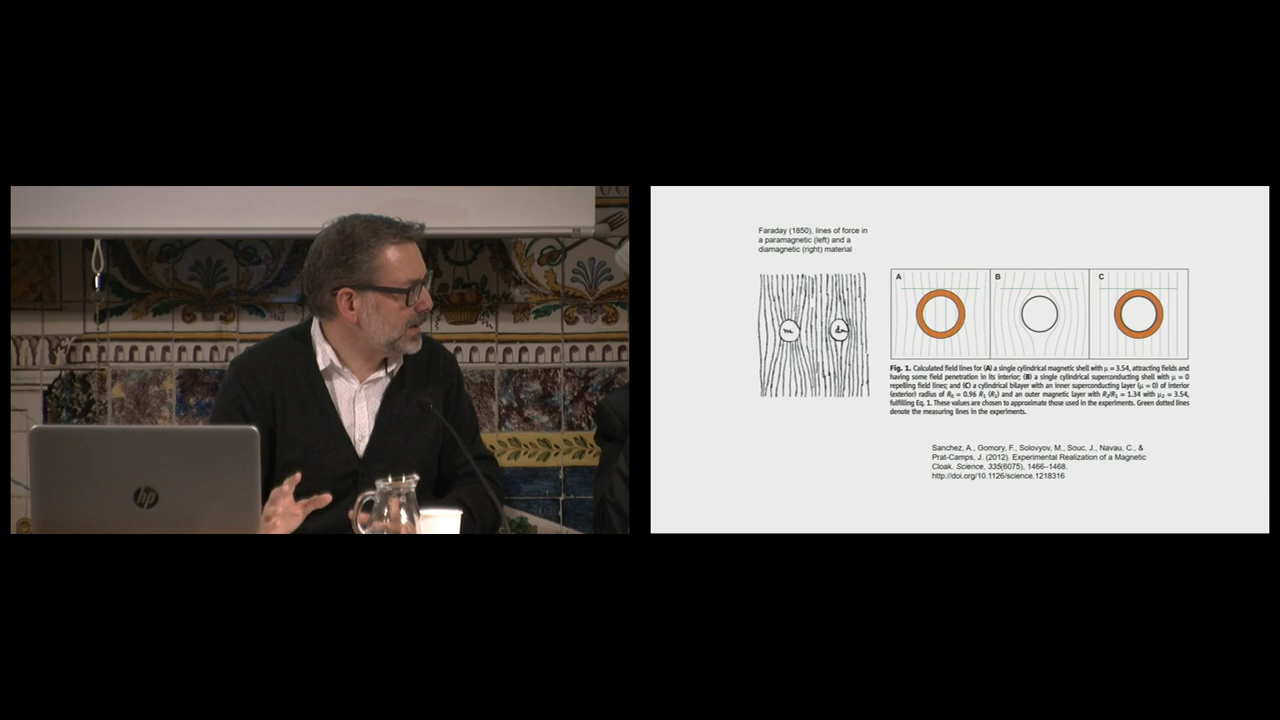 hp
Faraday (1850), lines of force in
a paramagnetic (left) and a
diamagnetic (right) material
m
dm
A
B
C
Fig. 1. Calculated field lines for (A) a single cylindrical magnetic shell with μ = 3.54, attracting fields and
having some field penetration in its interior; (B) a single cylindrical superconducting shell with μ = 0
repelling field lines; and (C) a cylindrical bilayer with an inner superconducting layer (μ = 0) of interior
(exterior) radius of R₀ = 0.96 R₁ (R₁) and an outer magnetic layer with R₂/R₁ = 1.34 with μ₂ = 3.54,
fulfilling Eq. 1. These values are chosen to approximate those used in the experiments. Green dotted lines
denote the measuring lines in the experiments.
Sanchez, A., Gomory, F., Solovyov, M., Souc, J., Navau, C., &
Prat-Camps, J. (2012). Experimental Realization of a Magnetic
Cloak. Science, 335(6075), 1466–1468.
http://doi.org/10.1126/science.1218316